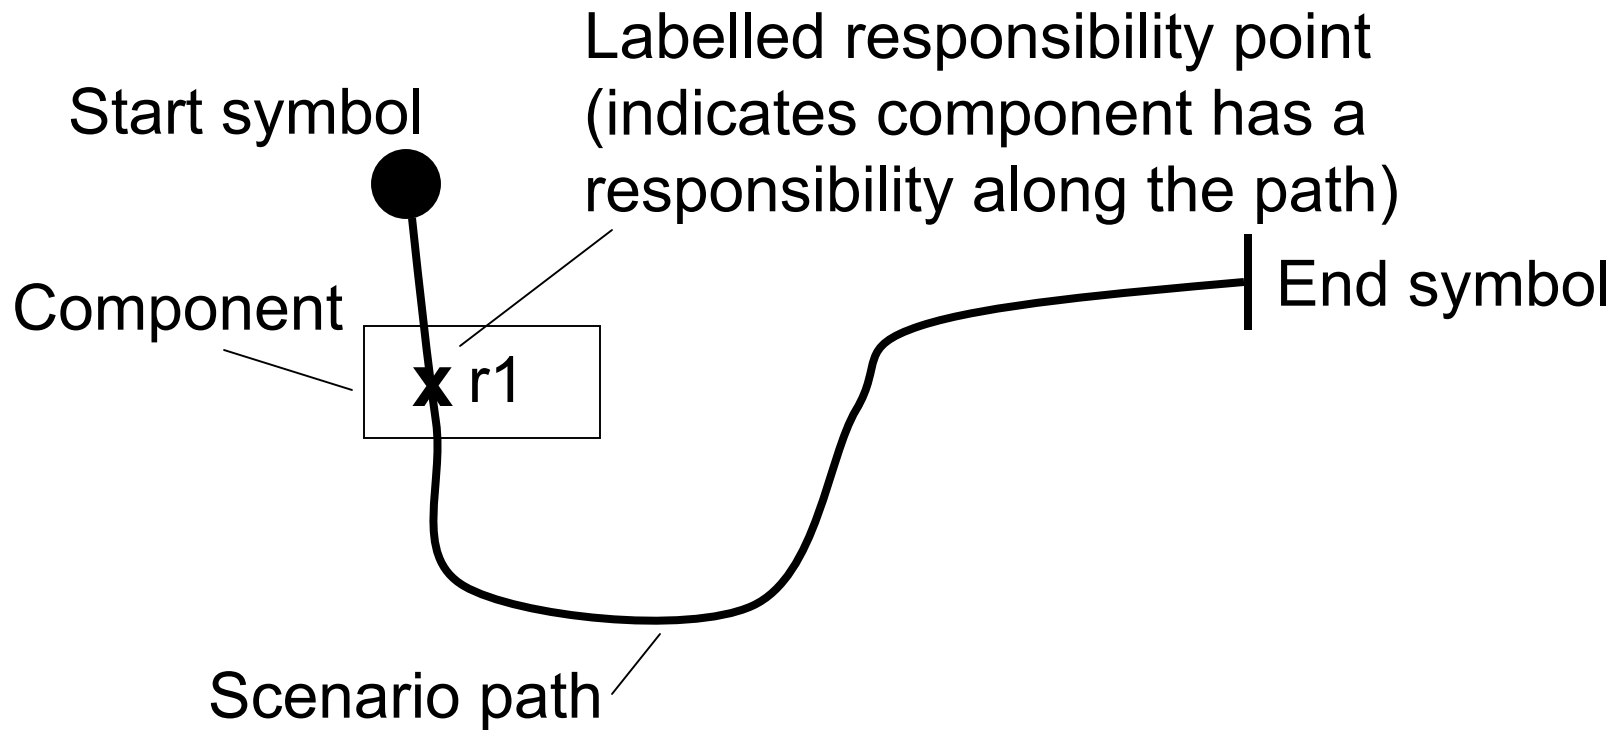 Labelled responsibility point
(indicates component has a
responsibility along the path)
Start symbol
Component
End symbol
x r1
Scenario path